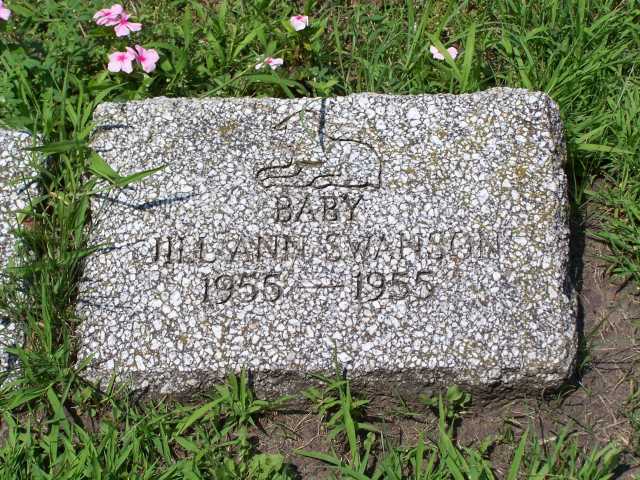 BABY
JILL ANN SWANSON
1955 — 1955